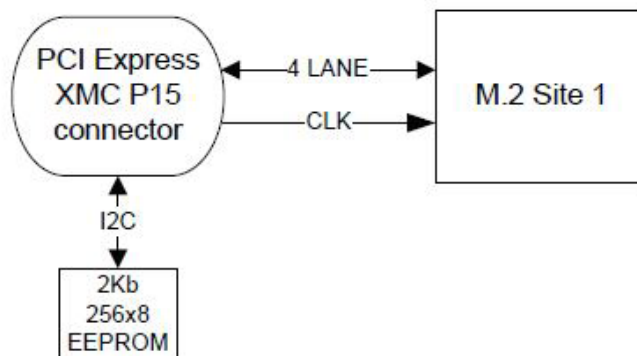 PCI Express
XMC P15
connector
4 LANE
CLK
M.2 Site 1
I2C
2Kb
256x8
EEPROM